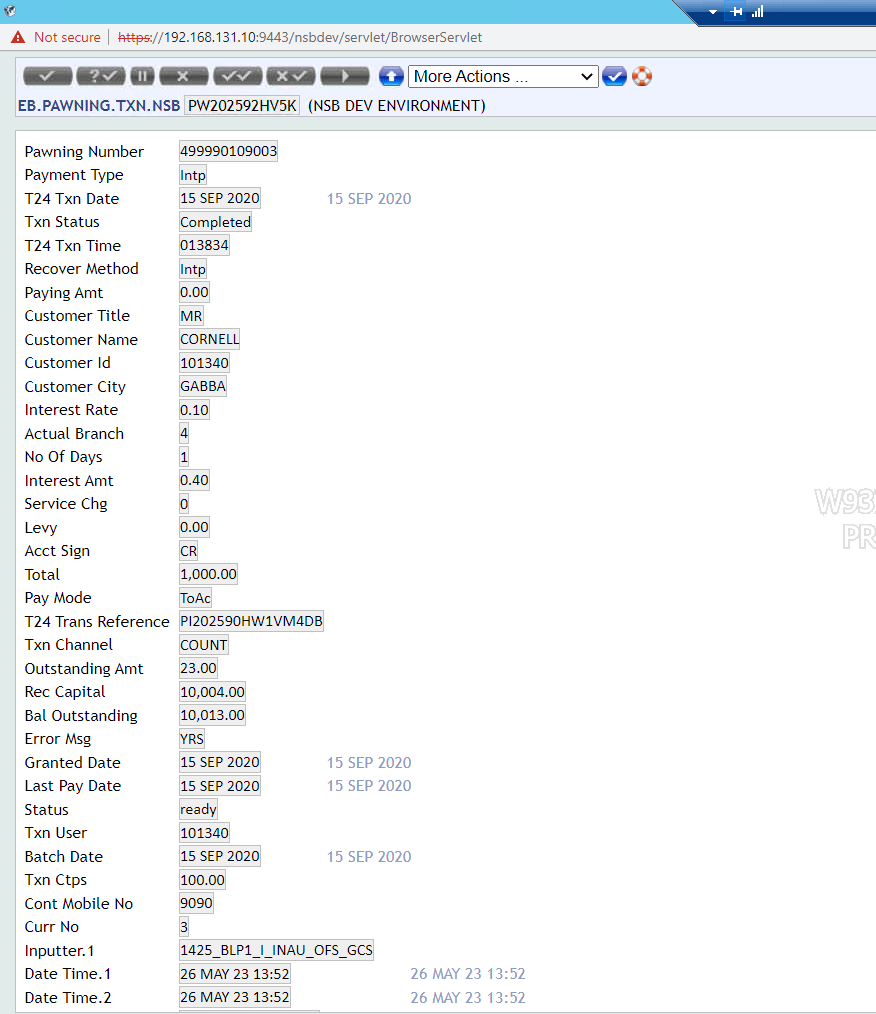 Not secure https://192.168.131.10:9443/nsbdev/servlet/BrowserServlet
More Actions ...
EB.PAWNING.TXN.NSB PW202592HV5K (NSB DEV ENVIRONMENT)
Pawning Number 499990109003
Payment Type Intp
T24 Txn Date 15 SEP 2020 15 SEP 2020
Txn Status Completed
T24 Txn Time 013834
Recover Method Intp
Paying Amt 0.00
Customer Title MR
Customer Name CORNELL
Customer Id 101340
Customer City GABBA
Interest Rate 0.10
Actual Branch 4
No Of Days 1
Interest Amt 0.40
Service Chg 0
Levy 0.00
Acct Sign CR
Total 1,000.00
Pay Mode ToAc
T24 Trans Reference PI202590HW1VM4DB
Txn Channel COUNT
Outstanding Amt 23.00
Rec Capital 10,004.00
Bal Outstanding 10,013.00
Error Msg YRS
Granted Date 15 SEP 2020 15 SEP 2020
Last Pay Date 15 SEP 2020 15 SEP 2020
Status ready
Txn User 101340
Batch Date 15 SEP 2020 15 SEP 2020
Txn Ctps 100.00
Cont Mobile No 9090
Curr No 3
Inputter.1 1425_BLP1_I_INAU_OFS_GCS
Date Time.1 26 MAY 23 13:52 26 MAY 23 13:52
Date Time.2 26 MAY 23 13:52 26 MAY 23 13:52